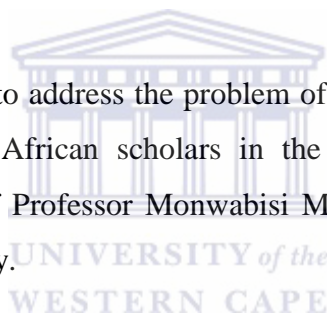 to address the problem of
African scholars in the
f Professor Monwabisi M
y.
UNIVERSITY of the
WESTERN CAPE